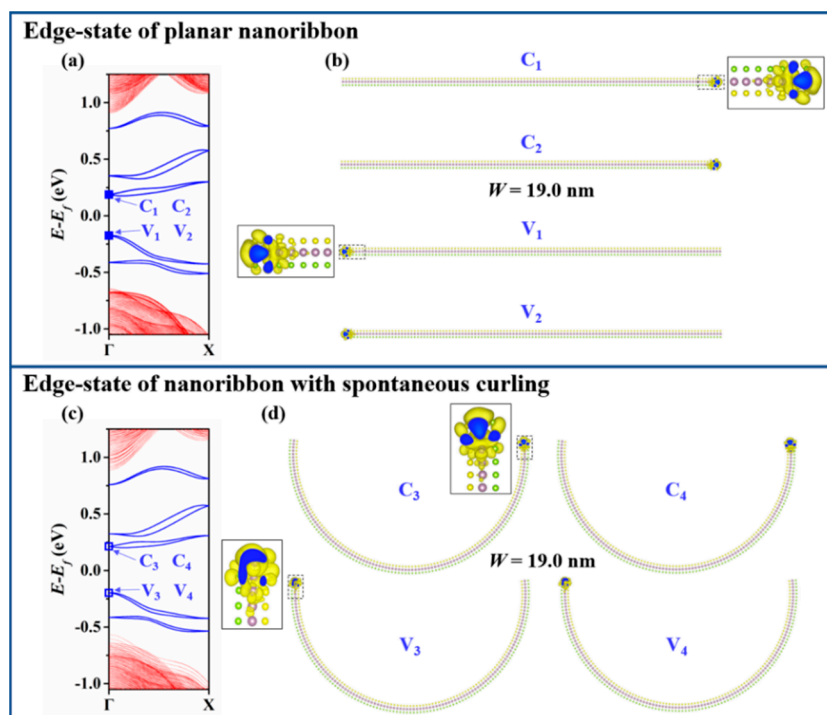 Edge-state of planar nanoribbon
(a)
(b)
E-E_f (eV)
1.0
0.5
0.0
-0.5
-1.0
C₁ C₂
V₁ V₂
Γ X
C₁
C₂
W = 19.0 nm
V₁
V₂
Edge-state of nanoribbon with spontaneous curling
(c)
(d)
E-E_f (eV)
1.0
0.5
0.0
-0.5
-1.0
C₃ C₄
V₃ V₄
Γ X
C₃ C₄
W = 19.0 nm
V₃ V₄